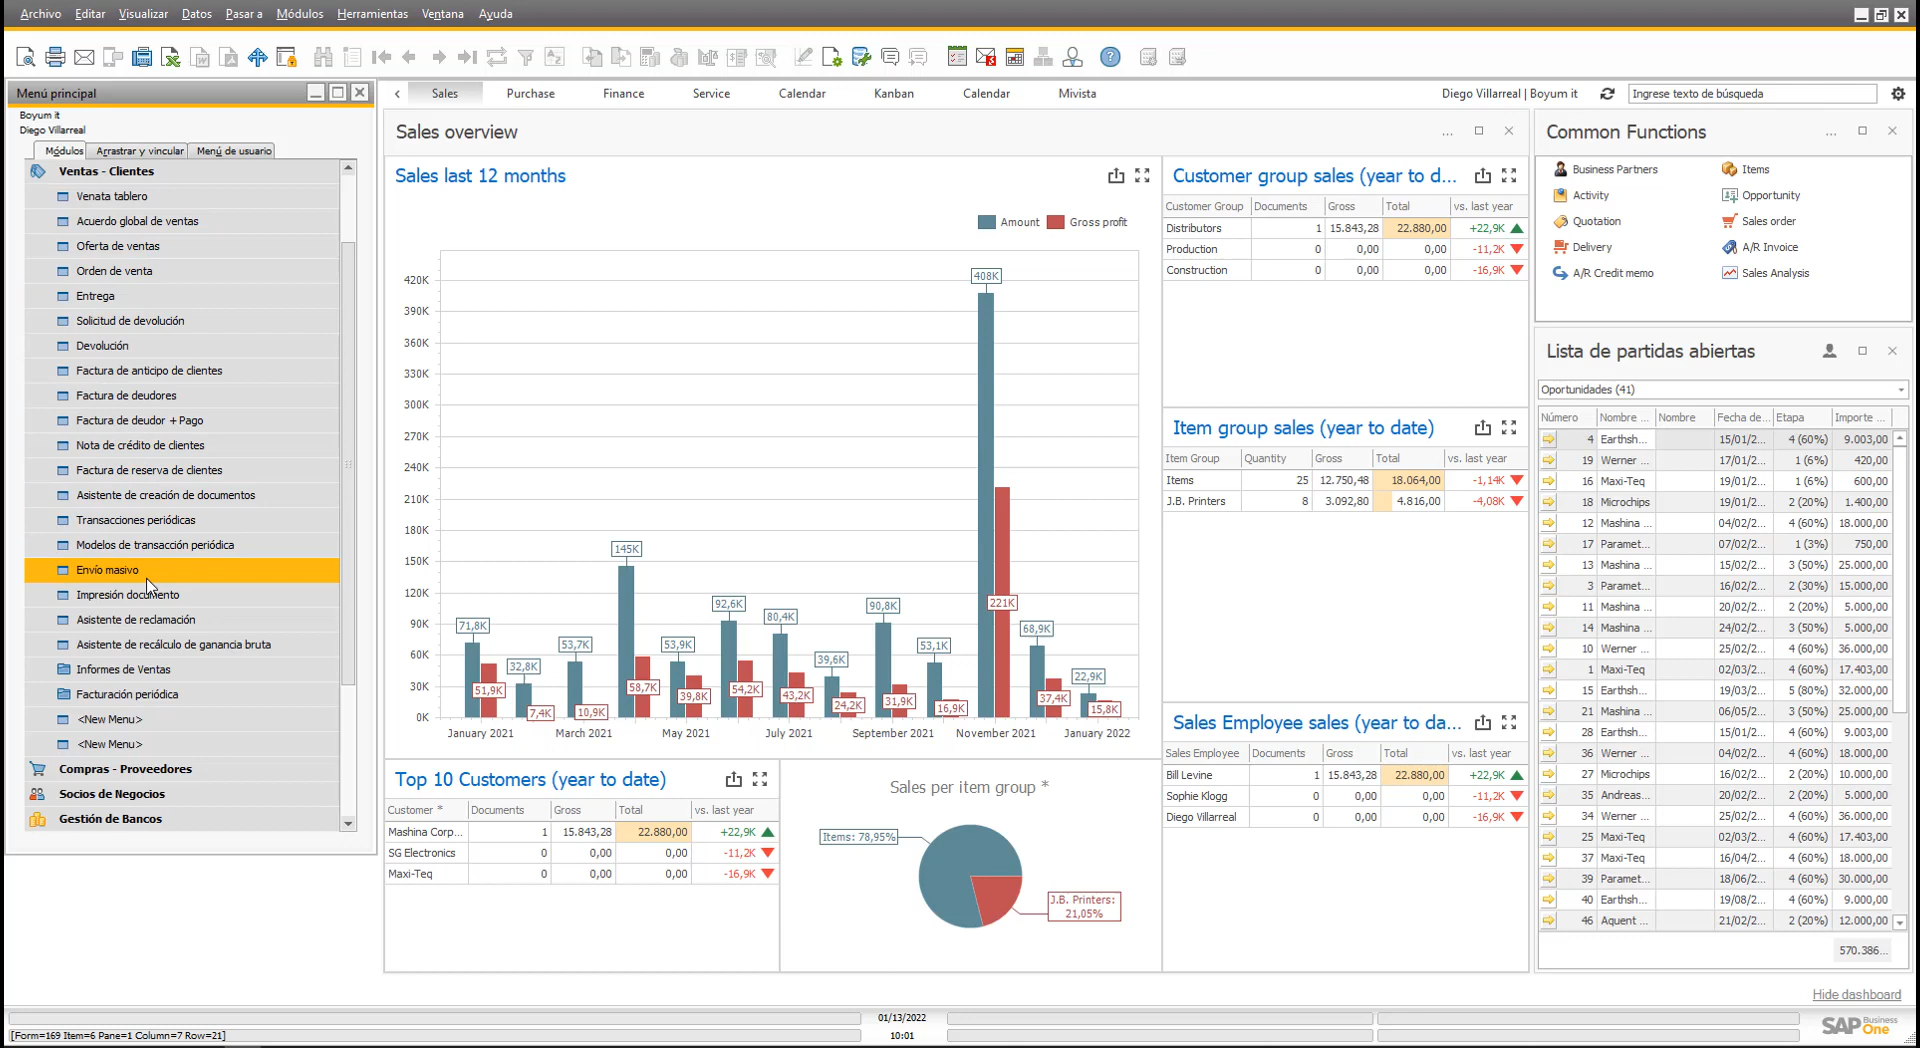 Archivo Editar Visualizar Datos Pasar a Módulos Herramientas Ventana Ayuda
Menú principal
Boyum it
Diego Villarreal
Módulos Arrastrar y vincular Menú de usuario
Ventas - Clientes
Venata tablero
Acuerdo global de ventas
Oferta de ventas
Orden de venta
Entrega
Solicitud de devolución
Devolución
Factura de anticipo de clientes
Factura de deudores
Factura de deudor +Pago
Nota de crédito de clientes
Factura de reserva de clientes
Asistente de creación de documentos
Transacciones periódicas
Modelos de transacción periódica
Envío masivo
Impresión documento
Asistente de reclamación
Asistente de recálculo de ganancia bruta
Informes de Ventas
Facturación periódica
<New Menu>
<New Menu>
Compras - Proveedores
Socios de Negocios
Gestión de Bancos
Sales Purchase Finance Service Calendar Kanban Calendar Mivista
Diego Villarreal | Boyum it
Ingrese texto de búsqueda
Sales overview
Sales last 12 months
Amount Gross profit
420K
390K
360K
330K
300K
270K
240K
210K
180K
150K
120K
90K
60K
30K
0K
71,8K 32,8K 53,7K 145K 53,9K 92,6K 80,4K 39,6K 90,8K 53,1K 408K 68,9K 22,9K
51,9K 7,4K 10,9K 58,7K 39,8K 54,2K 43,2K 24,2K 31,9K 16,9K 221K 37,4K 15,8K
January 2021 March 2021 May 2021 July 2021 September 2021 November 2021 January 2022
Top 10 Customers (year to date)
Customer * Documents Gross Total vs. last year
Mashina Corp... 1 15.843,28 22.880,00 +22,9K
SG Electronics 0 0,00 0,00 -11,2K
Maxi-Teq 0 0,00 0,00 -16,9K
Sales per item group *
Items: 78,95%
J.B. Printers:
21,05%
Customer group sales (year to d...
Customer Group Documents Gross Total vs. last year
Distributors 1 15.843,28 22.880,00 +22,9K
Production 0 0,00 0,00 -11,2K
Construction 0 0,00 0,00 -16,9K
Item group sales (year to date)
Item Group Quantity Gross Total vs. last year
Items 25 12.750,48 18.064,00 -1,14K
J.B. Printers 8 3.092,80 4.816,00 -4,08K
Sales Employee sales (year to da...
Sales Employee Documents Gross Total vs. last year
Bill Levine 1 15.843,28 22.880,00 +22,9K
Sophie Klogg 0 0,00 0,00 -11,2K
Diego Villarreal 0 0,00 0,00 -16,9K
Common Functions
Business Partners Items
Activity Opportunity
Quotation Sales order
Delivery A/R Invoice
A/R Credit memo Sales Analysis
Lista de partidas abiertas
Oportunidades (41)
Número Nombre ... Nombre Fecha de... Etapa Importe ...
4 Earthsh... 15/01/2... 4 (60%) 9.003,00
19 Werner ... 17/01/2... 1 (6%) 420,00
16 Maxi-Teq 19/01/2... 1 (6%) 600,00
18 Microchips 19/01/2... 2 (20%) 1.400,00
12 Mashina ... 04/02/2... 4 (60%) 18.000,00
17 Paramet... 07/02/2... 1 (3%) 750,00
13 Mashina ... 15/02/2... 3 (50%) 25.000,00
3 Paramet... 16/02/2... 2 (30%) 15.000,00
11 Mashina ... 20/02/2... 2 (20%) 5.000,00
14 Mashina ... 24/02/2... 3 (50%) 5.000,00
10 Werner ... 25/02/2... 4 (60%) 36.000,00
1 Maxi-Teq 02/03/2... 4 (60%) 17.403,00
15 Earthsh... 19/03/2... 5 (80%) 32.000,00
21 Mashina ... 06/05/2... 3 (50%) 25.000,00
28 Earthsh... 15/01/2... 4 (60%) 9.003,00
36 Werner ... 04/02/2... 4 (60%) 18.000,00
27 Microchips 16/02/2... 2 (20%) 10.000,00
35 Andreas... 20/02/2... 2 (20%) 5.000,00
34 Werner ... 25/02/2... 4 (60%) 36.000,00
25 Maxi-Teq 02/03/2... 4 (60%) 17.403,00
37 Maxi-Teq 16/04/2... 4 (60%) 18.000,00
39 Paramet... 18/06/2... 4 (60%) 30.000,00
40 Earthsh... 19/08/2... 4 (60%) 9.000,00
46 Aquent ... 21/02/2... 2 (20%) 12.000,00
570.386...
Hide dashboard
01/13/2022
10:01
[Form=169 Item=6 Pane=1 Column=7 Row=21]
SAP Business One